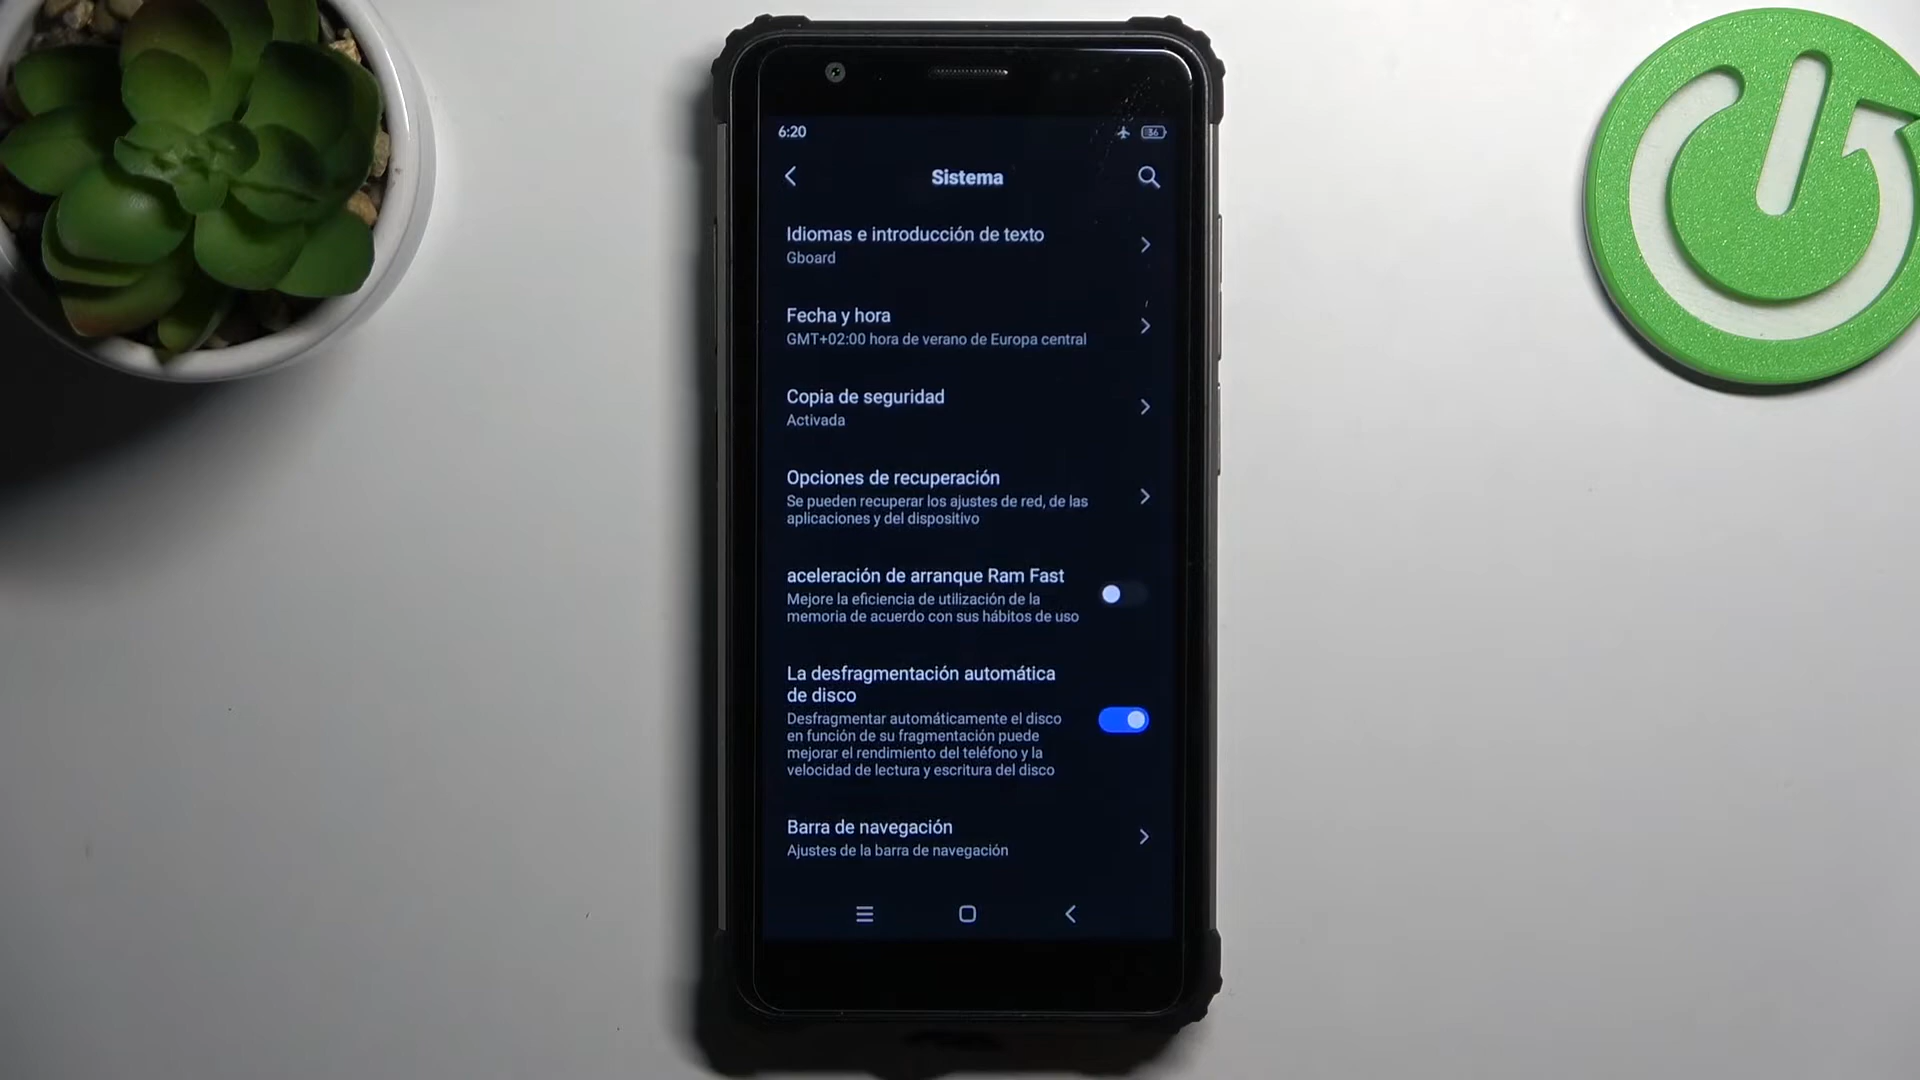 6:20
36
Sistema
Idiomas e introducción de texto
Gboard
Fecha y hora
GMT+02:00 hora de verano de Europa central
Copia de seguridad
Activada
Opciones de recuperación
Se pueden recuperar los ajustes de red, de las
aplicaciones y del dispositivo
aceleración de arranque Ram Fast
Mejore la eficiencia de utilización de la
memoria de acuerdo con sus hábitos de uso
La desfragmentación automática
de disco
Desfragmentar automáticamente el disco
en función de su fragmentación puede
mejorar el rendimiento del teléfono y la
velocidad de lectura y escritura del disco
Barra de navegación
Ajustes de la barra de navegación